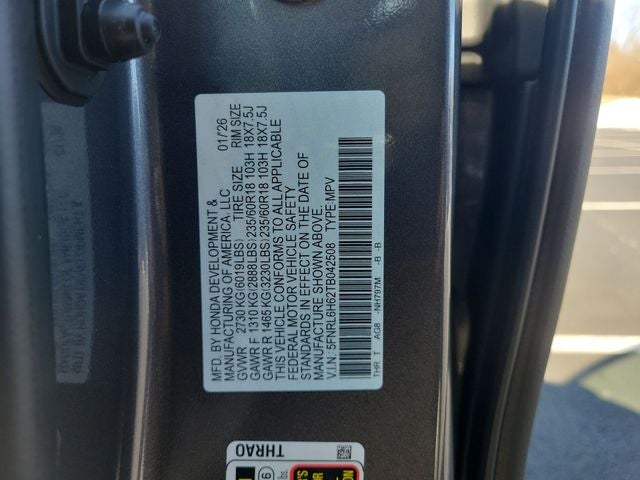 MFD. BY HONDA DEVELOPMENT & 01/26
MANUFACTURING OF AMERICA, LLC
GVWR 2730 KG(6019LBS) TIRE SIZE RIM SIZE
GAWR F 1310 KG(2888LBS) 235/60R18 103H 18X7.5J
GAWR R 1465 KG(3230LBS) 235/60R18 103H 18X7.5J
THIS VEHICLE CONFORMS TO ALL APPLICABLE
FEDERAL MOTOR VEHICLE SAFETY
STANDARDS IN EFFECT ON THE DATE OF
MANUFACTURE SHOWN ABOVE.
V.I.N.: 5FNRL6H62TB042508 TYPE:MPV
THR T AG8 -NH797M -B -B
THRA0